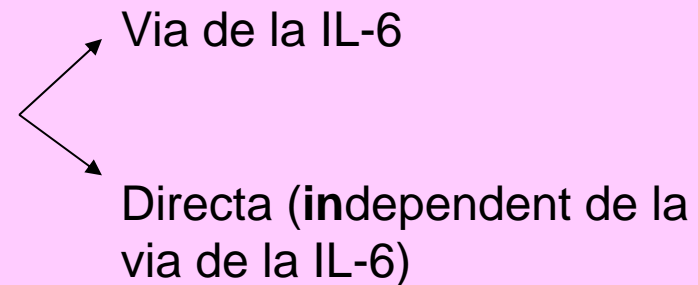 Via de la IL-6
Directa (independent de la
via de la IL-6)